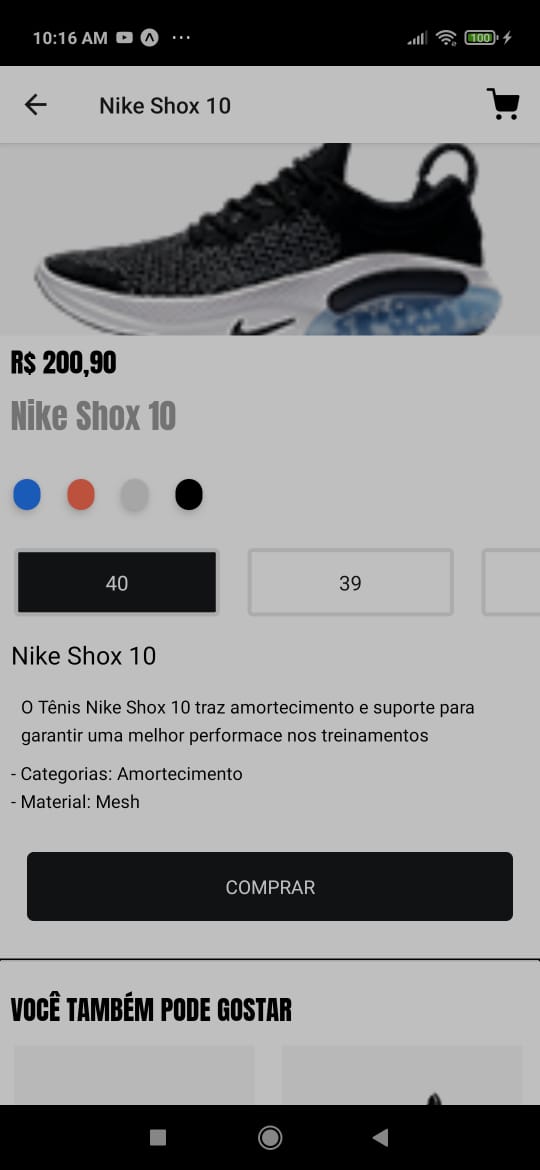 10:16 AM
100
Nike Shox 10
R$ 200,90
Nike Shox 10
40
39
Nike Shox 10
O Tênis Nike Shox 10 traz amortecimento e suporte para
garantir uma melhor performace nos treinamentos
- Categorias: Amortecimento
- Material: Mesh
COMPRAR
VOCÊ TAMBÉM PODE GOSTAR